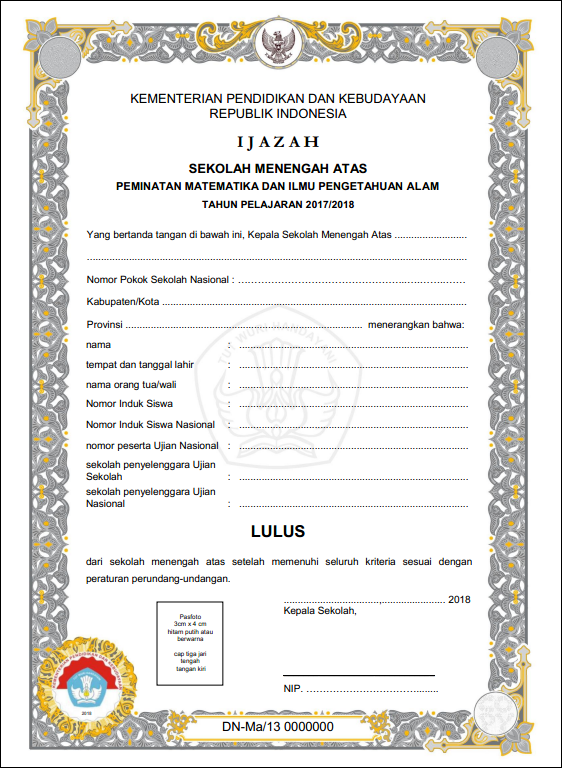 KEMENTERIAN PENDIDIKAN DAN KEBUDAYAAN
REPUBLIK INDONESIA
IJAZAH
SEKOLAH MENENGAH ATAS
PEMINATAN MATEMATIKA DAN ILMU PENGETAHUAN ALAM
TAHUN PELAJARAN 2017/2018
Yang bertanda tangan di bawah ini, Kepala Sekolah Menengah Atas ..........................
......................................................................................................................................
Nomor Pokok Sekolah Nasional : ................................................................................
Kabupaten/Kota .............................................................................................................
Provinsi ..................................................................................... menerangkan bahwa:
TUT WURI HANDAYANI
nama : ..................................................................................
tempat dan tanggal lahir : ..................................................................................
nama orang tua/wali : ..................................................................................
Nomor Induk Siswa : ..................................................................................
Nomor Induk Siswa Nasional : ..................................................................................
nomor peserta Ujian Nasional : ..................................................................................
sekolah penyelenggara Ujian
Sekolah : ..................................................................................
sekolah penyelenggara Ujian
Nasional : ..................................................................................
LULUS
dari sekolah menengah atas setelah memenuhi seluruh kriteria sesuai dengan
peraturan perundang-undangan.
..................................,....................... 2018
Kepala Sekolah,
Pasfoto
3cm x 4 cm
hitam putih atau
berwarna
cap tiga jari
tengah
tangan kiri
NIP. ...............................................
2018
DN-Ma/13 0000000